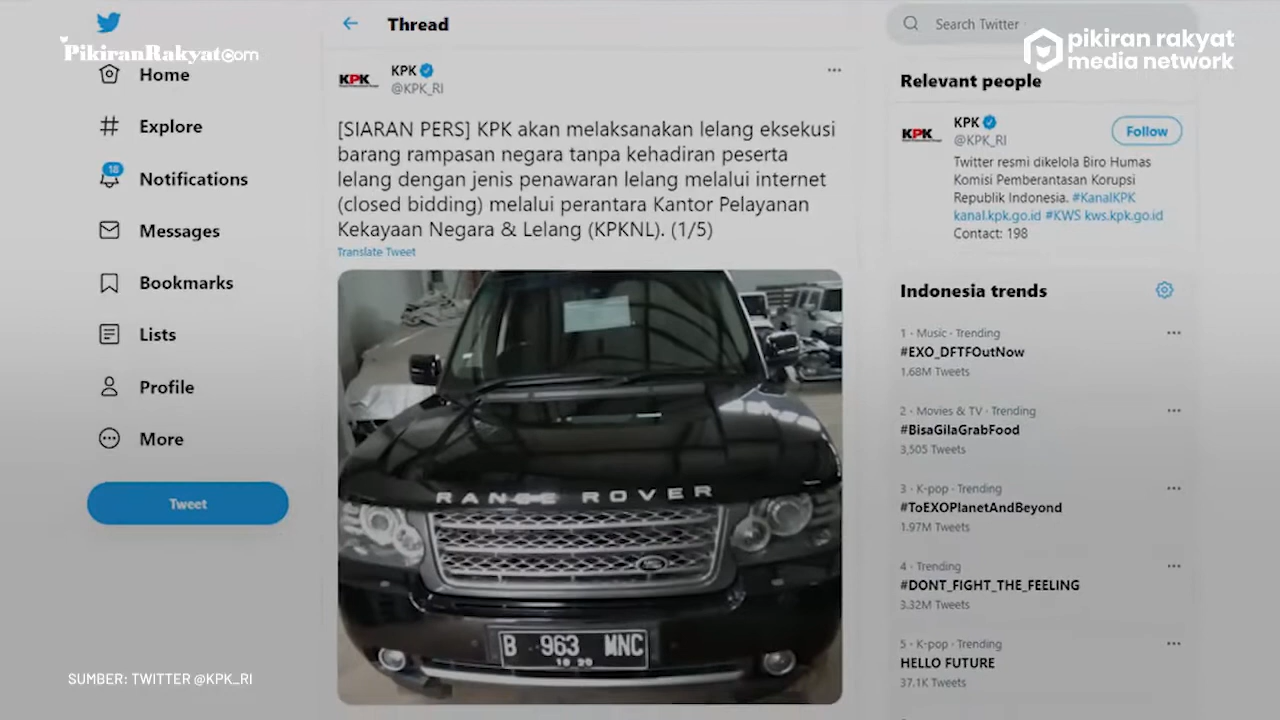 PikiranRakyat.com
pikiran rakyat
media network
Home
Explore
18
Notifications
Messages
Bookmarks
Lists
Profile
More
Tweet
SUMBER: TWITTER @KPK_RI
Thread
KPK
KPK
@KPK_RI
[SIARAN PERS] KPK akan melaksanakan lelang eksekusi
barang rampasan negara tanpa kehadiran peserta
lelang dengan jenis penawaran lelang melalui internet
(closed bidding) melalui perantara Kantor Pelayanan
Kekayaan Negara & Lelang (KPKNL). (1/5)
Translate Tweet
RANGE ROVER
B 963 MNC
Search Twitter
Relevant people
KPK
KPK
@KPK_RI
Follow
Twitter resmi dikelola Biro Humas
Komisi Pemberantasan Korupsi
Republik Indonesia. #KanalKPK
kanal.kpk.go.id #KWS kws.kpk.go.id
Contact: 198
Indonesia trends
1 · Music · Trending
#EXO_DFTFOutNow
1.68M Tweets
2 · Movies & TV · Trending
#BisaGilaGrabFood
3,505 Tweets
3 · K-pop · Trending
#ToEXOPlanetAndBeyond
1.97M Tweets
4 · Trending
#DONT_FIGHT_THE_FEELING
3.32M Tweets
5 · K-pop · Trending
HELLO FUTURE
37.1K Tweets